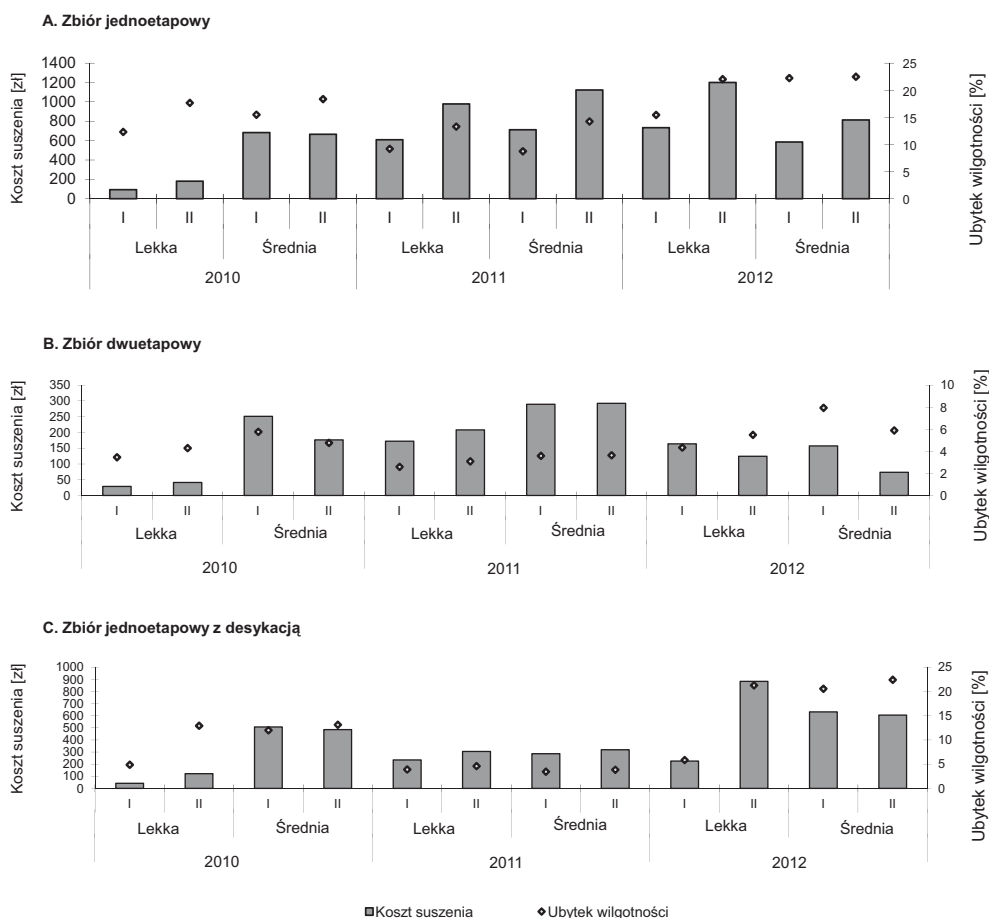 A. Zbiór jednoetapowy
Koszt suszenia [zł]
1400
1200
1000
800
600
400
200
0
25
20
15
10
5
0
Ubytek wilgotności [%]
I II I II I II I II I II I II
Lekka Średnia Lekka Średnia Lekka Średnia
2010 2011 2012
B. Zbiór dwuetapowy
Koszt suszenia [zł]
350
300
250
200
150
100
50
0
10
8
6
4
2
0
Ubytek wilgotności [%]
I II I II I II I II I II I II
Lekka Średnia Lekka Średnia Lekka Średnia
2010 2011 2012
C. Zbiór jednoetapowy z desykacją
Koszt suszenia [zł]
1000
900
800
700
600
500
400
300
200
100
0
25
20
15
10
5
0
Ubytek wilgotności [%]
I II I II I II I II I II I II
Lekka Średnia Lekka Średnia Lekka Średnia
2010 2011 2012
Koszt suszenia Ubytek wilgotności